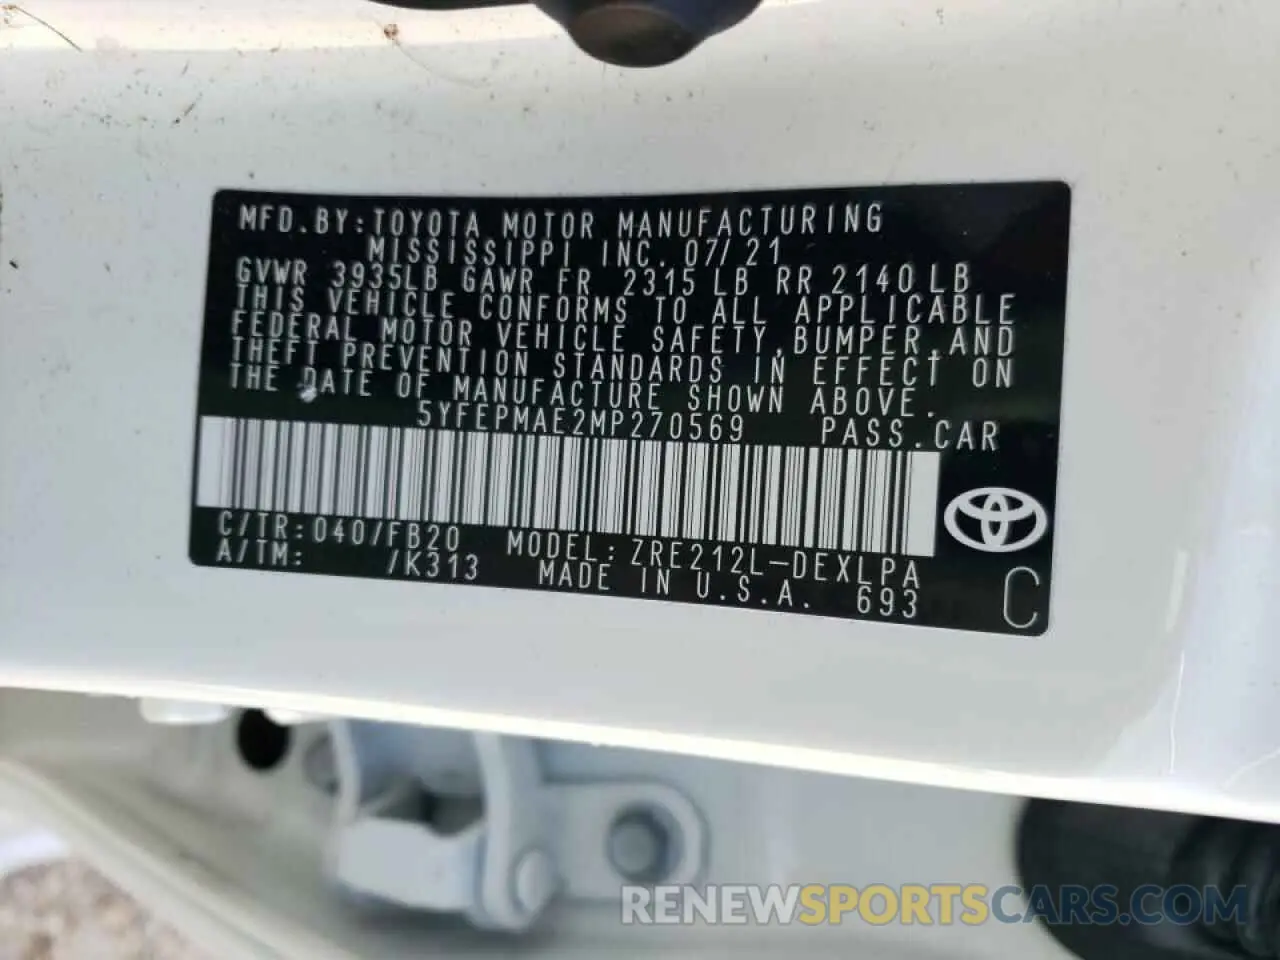 MFD.BY:TOYOTA MOTOR MANUFACTURING
MISSISSIPPI INC. 07/21
GVWR 3935LB GAWR FR 2315 LB RR 2140 LB
THIS VEHICLE CONFORMS TO ALL APPLICABLE
FEDERAL MOTOR VEHICLE SAFETY, BUMPER, AND
THEFT PREVENTION STANDARDS IN EFFECT ON
THE DATE OF MANUFACTURE SHOWN ABOVE.
5YFEPMAE2MP270569 PASS.CAR
C/TR:040/FB20 MODEL:ZRE212L-DEXLPA
A/TM: /K313 MADE IN U.S.A. 693
C
RENEWSPORTSCARS.COM